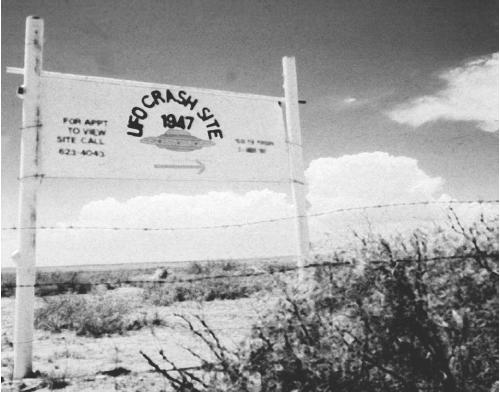 UFO CRASH SITE
1947
FOR APPT
TO VIEW
SITE CALL
623-4043